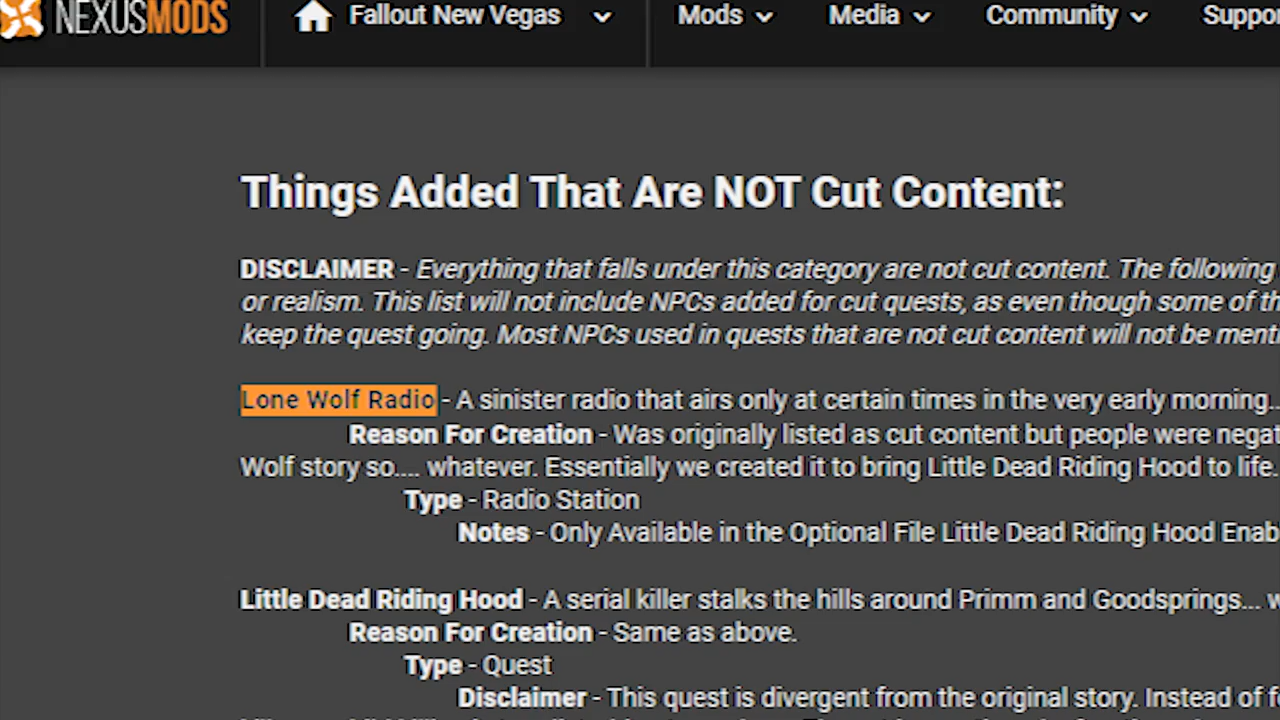 NEXUSMODS Fallout New Vegas Mods Media Community
Things Added That Are NOT Cut Content:
DISCLAIMER - Everything that falls under this category are not cut content. The following
or realism. This list will not include NPCs added for cut quests, as even though some of
keep the quest going. Most NPCs used in quests that are not cut content will not be
Lone Wolf Radio - A sinister radio that airs only at certain times in the very early morning..
Reason For Creation - Was originally listed as cut content but people were
Wolf story so.... whatever. Essentially we created it to bring Little Dead Riding Hood to life.
Type - Radio Station
Notes - Only Available in the Optional File Little Dead Riding Hood
Little Dead Riding Hood - A serial killer stalks the hills around Primm and Goodsprings...
Reason For Creation - Same as above.
Type - Quest
Disclaimer - This quest is divergent from the original story. Instead of